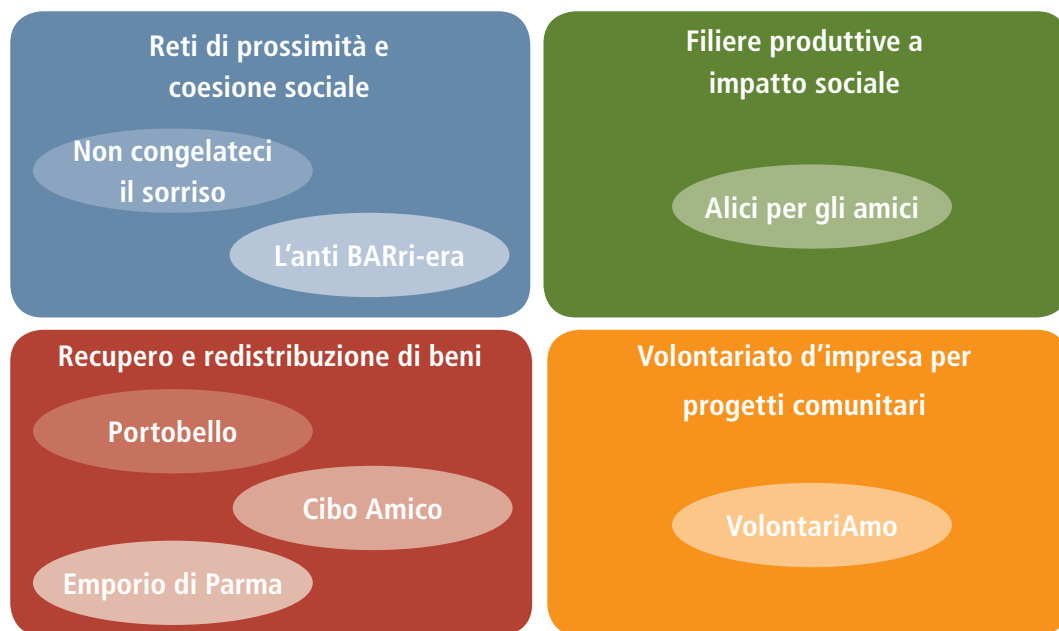 Reti di prossimità e
coesione sociale
Non congelateci
il sorriso
L'anti BARri-era
Filiere produttive a
impatto sociale
Alici per gli amici
Recupero e redistribuzione di beni
Portobello
Cibo Amico
Emporio di Parma
Volontariato d'impresa per
progetti comunitari
VolontariAmo